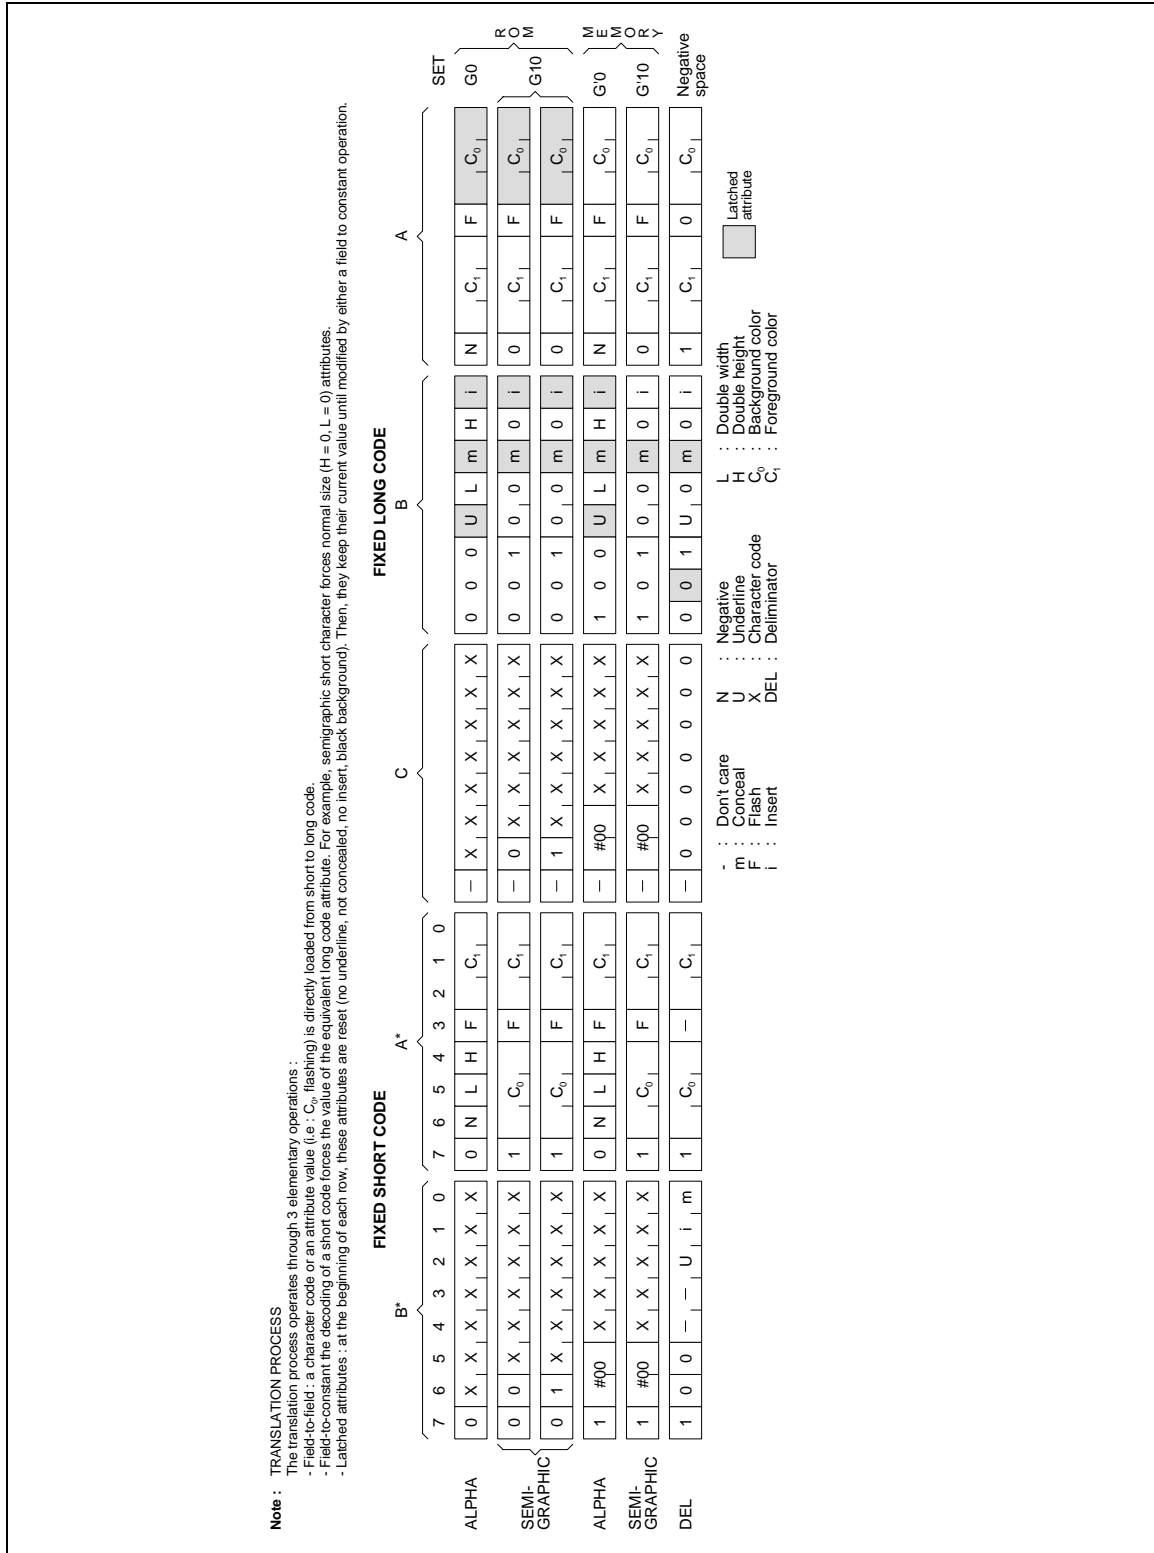 Note : TRANSLATION PROCESS
The translation process operates through 3 elementary operations :
- Field-to-field : a character code or an attribute value (i.e : C0, flashing) is directly loaded from short to long code.
- Field-to-constant the decoding of a short code forces the value of the equivalent long code attribute. For example, semigraphic short character forces normal size (H = 0, L = 0) attributes.
- Latched attributes : at the beginning of each row, these attributes are reset (no underline, not concealed, no insert, black background). Then, they keep their current value until modified by either a field to constant operation.
FIXED SHORT CODE FIXED LONG CODE
B* A* C B A
7 6 5 4 3 2 1 0 7 6 5 4 3 2 1 0 SET
ALPHA 0 X X X X X X X 0 N L H F C1 – X X X X X X X 0 0 0 U L m H i N C1 F C0 G0
SEMI-GRAPHIC 0 0 X X X X X X 1 C0 F C1 – 0 X X X X X X 0 0 1 0 0 m 0 i 0 C1 F C0 G10
0 1 X X X X X X 1 C0 F C1 – 1 X X X X X X 0 0 1 0 0 m 0 i 0 C1 F C0
ROM
ALPHA 1 #00 X X X X X 0 N L H F C1 – #00 X X X X X 1 0 0 U L m H i N C1 F C0 G'0
SEMI-GRAPHIC 1 #00 X X X X X 1 C0 F C1 – #00 X X X X X 1 0 1 0 0 m 0 i 0 C1 F C0 G'10
MEMORY
DEL 1 0 0 – – U i m 1 C0 – C1 – 0 0 0 0 0 0 0 0 0 1 U 0 m 0 i 1 C1 0 C0 Negative space
- : Don't care
m : Conceal
F : Flash
i : Insert
N : Negative
U : Underline
X : Character code
DEL : Deliminator
L : Double width
H : Double height
C0 : Background color
C1 : Foreground color
Latched attribute